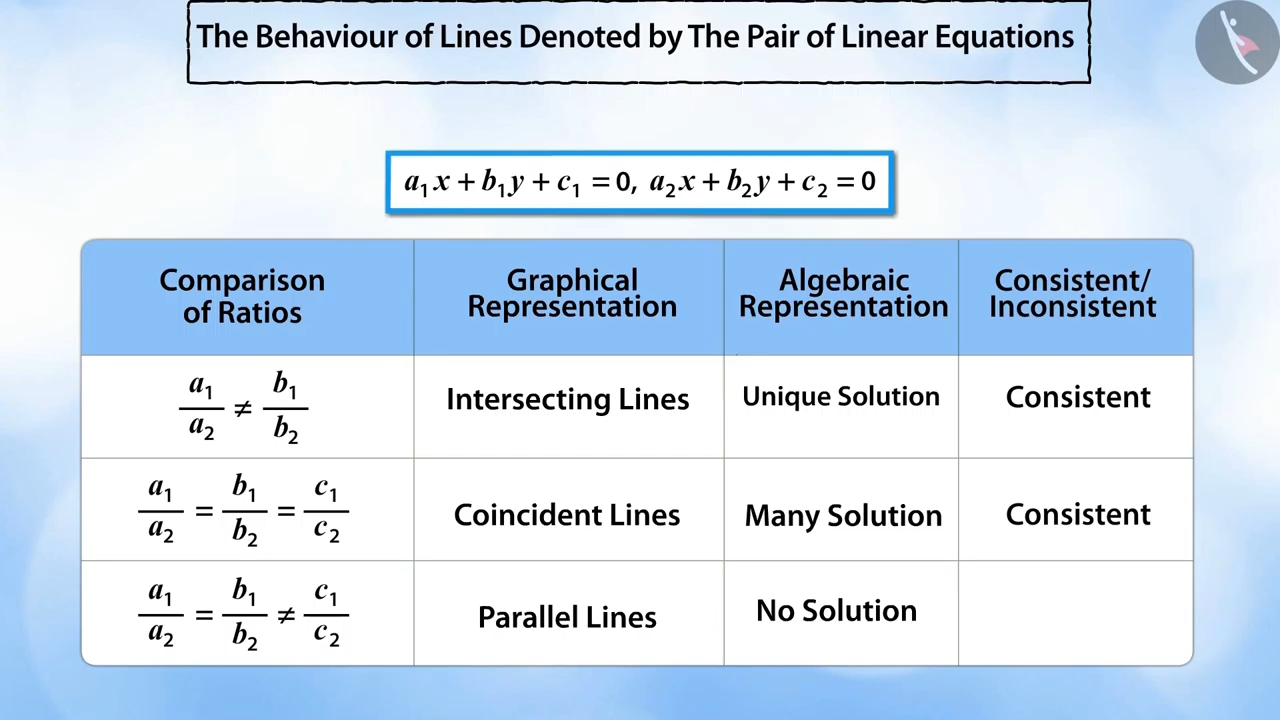 The Behaviour of Lines Denoted by The Pair of Linear Equations
a₁x + b₁y + c₁ = 0, a₂x + b₂y + c₂ = 0
Comparison of Ratios
Graphical Representation
Algebraic Representation
Consistent/ Inconsistent
a₁/a₂ ≠ b₁/b₂
Intersecting Lines
Unique Solution
Consistent
a₁/a₂ = b₁/b₂ = c₁/c₂
Coincident Lines
Many Solution
Consistent
a₁/a₂ = b₁/b₂ ≠ c₁/c₂
Parallel Lines
No Solution